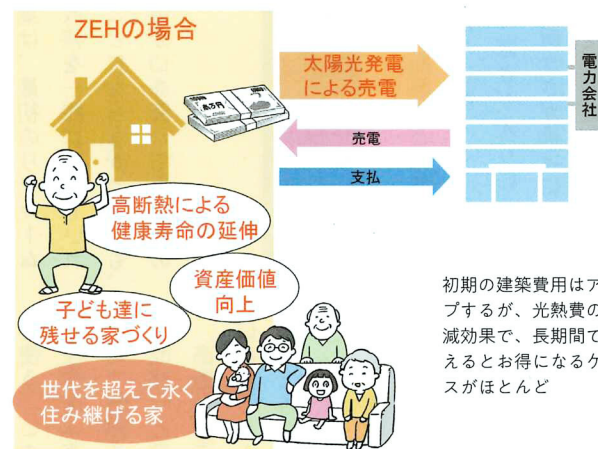 ZEHの場合
太陽光発電
による売電
電力会社
売電
支払
高断熱による
健康寿命の延伸
資産価値
向上
子ども達に
残せる家づくり
世代を超えて永く
住み継げる家
初期の建築費用はア
プするが、光熱費の
減効果で、長期間で
えるとお得になるケ
スがほとんど